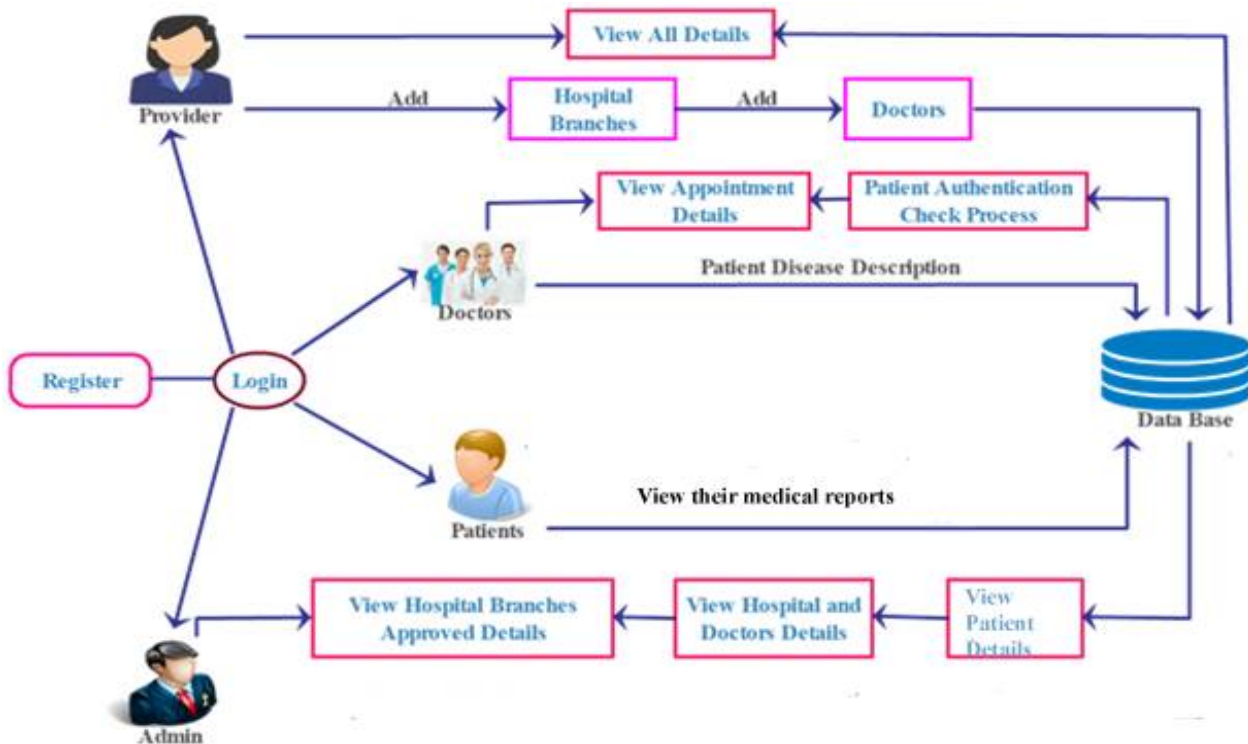 View All Details
Provider
Add
Hospital
Branches
Add
Doctors
View Appointment
Details
Patient Authentication
Check Process
Doctors
Patient Disease Description
Register
Login
Data Base
Patients
View their medical reports
View Hospital Branches
Approved Details
View Hospital and
Doctors Details
View
Patient
Details
Admin